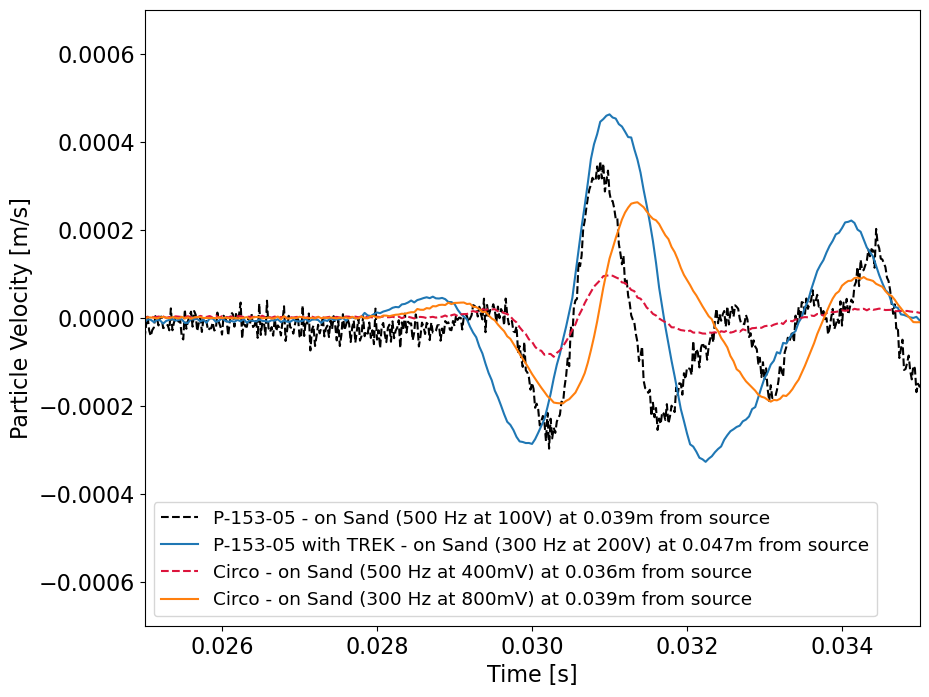 0.0006
0.0004
0.0002
0.0000
−0.0002
−0.0004
−0.0006
Particle Velocity [m/s]
P-153-05 - on Sand (500 Hz at 100V) at 0.039m from source
P-153-05 with TREK - on Sand (300 Hz at 200V) at 0.047m from source
Circo - on Sand (500 Hz at 400mV) at 0.036m from source
Circo - on Sand (300 Hz at 800mV) at 0.039m from source
0.026 0.028 0.030 0.032 0.034
Time [s]